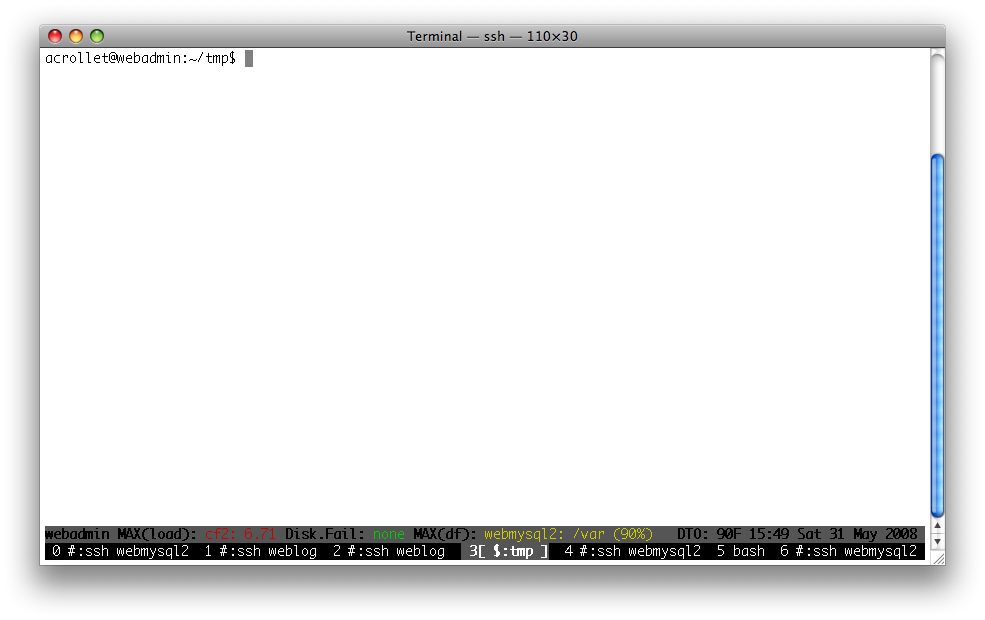 Terminal — ssh — 110×30
acrollet@webadmin:~/tmp$
webadmin MAX(load): cf2: 6.71 Disk.Fail: none MAX(df): webmysql2: /var (90%) DTO: 90F 15:49 Sat 31 May 2008
0 #:ssh webmysql2 1 #:ssh weblog 2 #:ssh weblog 3[ $:tmp ] 4 #:ssh webmysql2 5 bash 6 #:ssh webmysql2